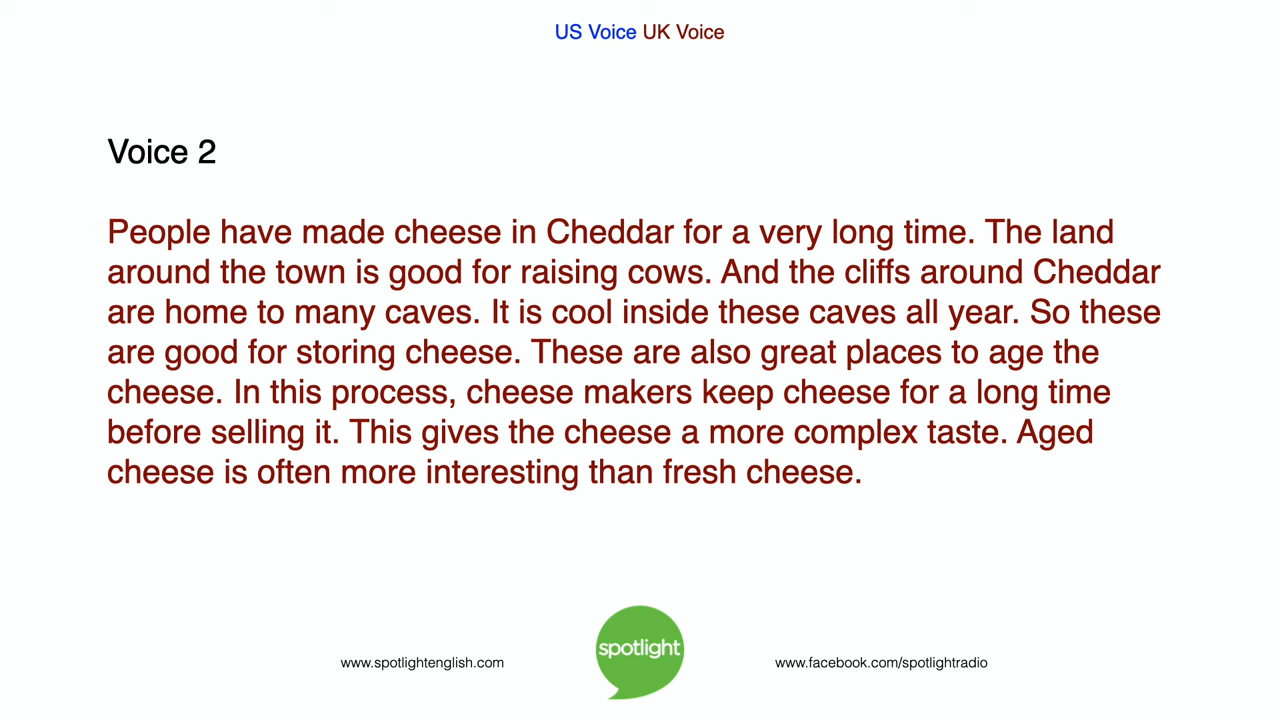 US Voice UK Voice
Voice 2
People have made cheese in Cheddar for a very long time. The land
around the town is good for raising cows. And the cliffs around Cheddar
are home to many caves. It is cool inside these caves all year. So these
are good for storing cheese. These are also great places to age the
cheese. In this process, cheese makers keep cheese for a long time
before selling it. This gives the cheese a more complex taste. Aged
cheese is often more interesting than fresh cheese.
www.spotlightenglish.com
spotlight
www.facebook.com/spotlightradio